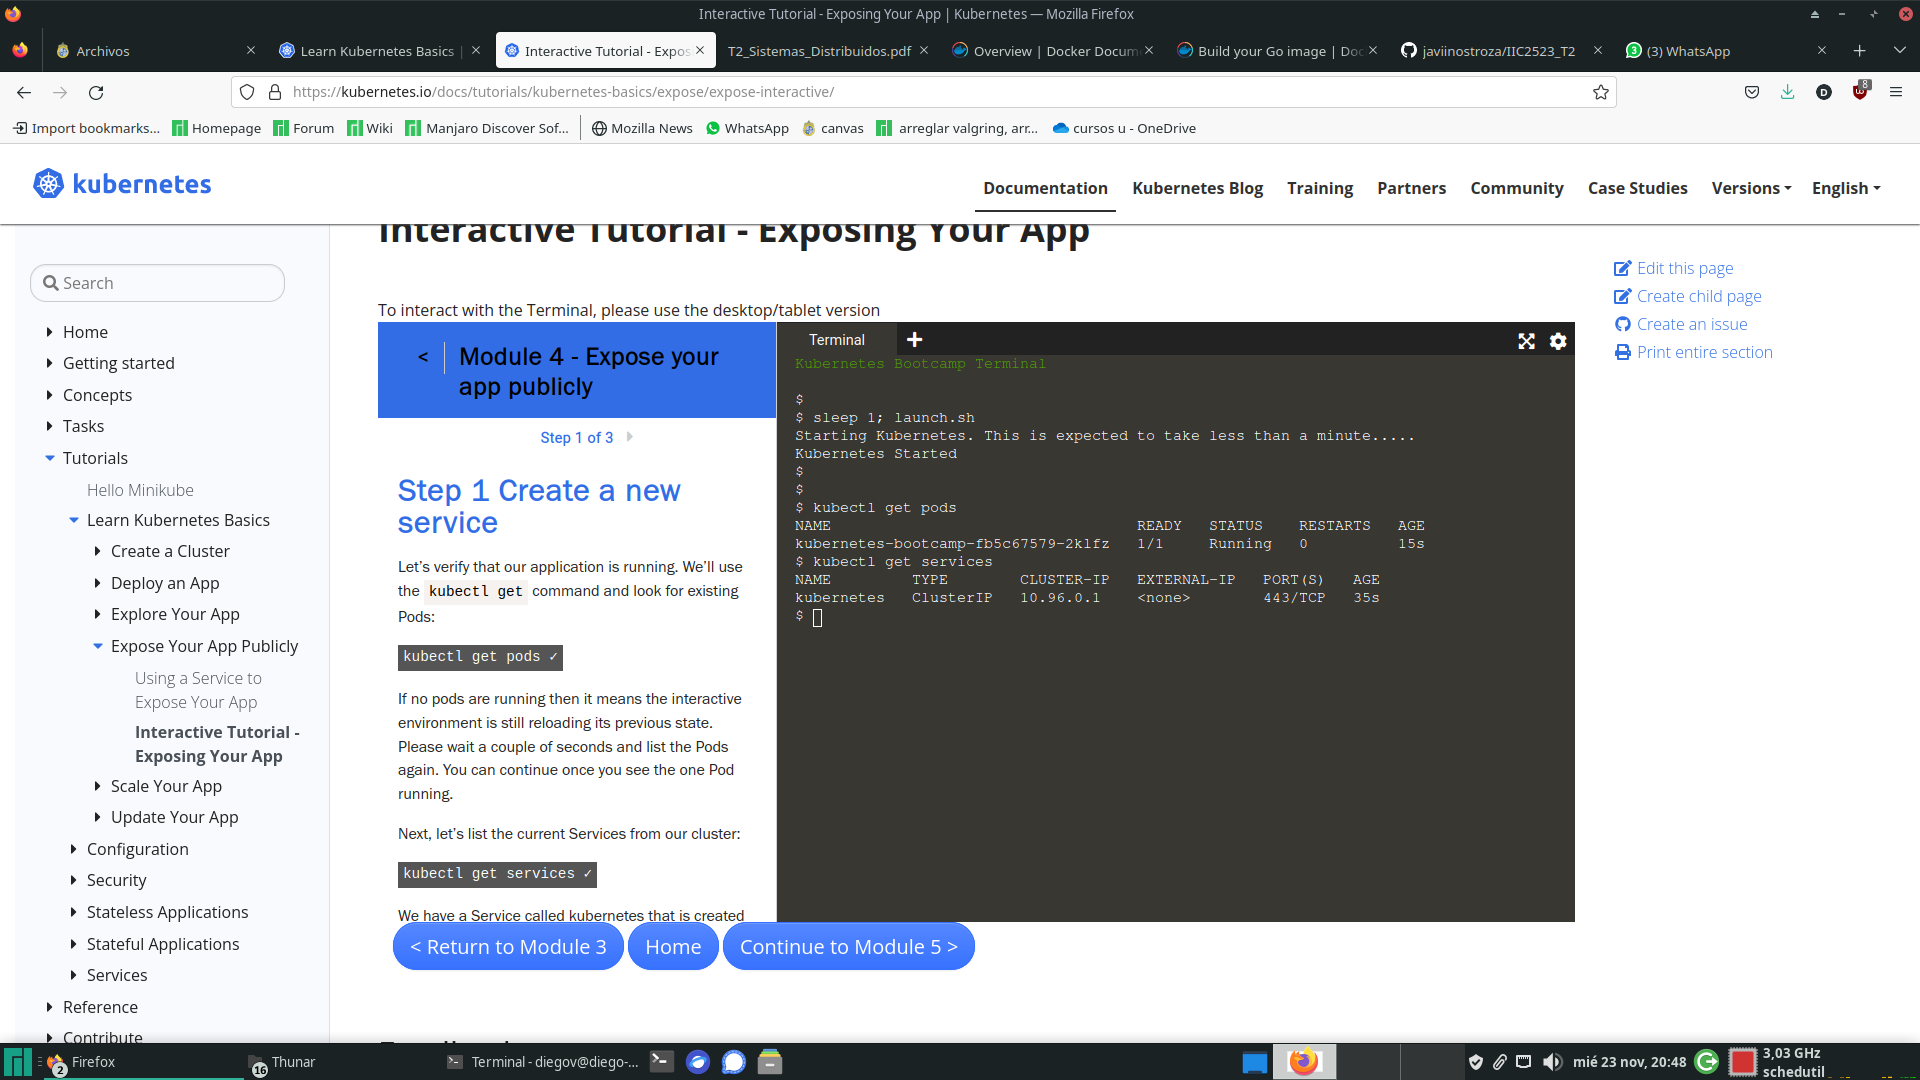 Interactive Tutorial - Exposing Your App | Kubernetes — Mozilla Firefox
Archivos
Learn Kubernetes Basics |
Interactive Tutorial - Expos
T2_Sistemas_Distribuidos.pdf
Overview | Docker Docum
Build your Go image | Doc
javiinostroza/IIC2523_T2
(3) WhatsApp
https://kubernetes.io/docs/tutorials/kubernetes-basics/expose/expose-interactive/
8
Import bookmarks...
Homepage
Forum
Wiki
Manjaro Discover Sof...
Mozilla News
WhatsApp
canvas
arreglar valgring, arr...
cursos u - OneDrive
kubernetes
Documentation
Kubernetes Blog
Training
Partners
Community
Case Studies
Versions
English
Search
Home
Getting started
Concepts
Tasks
Tutorials
Hello Minikube
Learn Kubernetes Basics
Create a Cluster
Deploy an App
Explore Your App
Expose Your App Publicly
Using a Service to
Expose Your App
Interactive Tutorial -
Exposing Your App
Scale Your App
Update Your App
Configuration
Security
Stateless Applications
Stateful Applications
Services
Reference
Contribute
Interactive Tutorial - Exposing Your App
To interact with the Terminal, please use the desktop/tablet version
< Module 4 - Expose your
app publicly
Step 1 of 3
Step 1 Create a new
service
Let’s verify that our application is running. We’ll use
the kubectl get command and look for existing
Pods:
kubectl get pods ✓
If no pods are running then it means the interactive
environment is still reloading its previous state.
Please wait a couple of seconds and list the Pods
again. You can continue once you see the one Pod
running.
Next, let’s list the current Services from our cluster:
kubectl get services ✓
We have a Service called kubernetes that is created
Terminal
Kubernetes Bootcamp Terminal
$
$ sleep 1; launch.sh
Starting Kubernetes. This is expected to take less than a minute.....
Kubernetes Started
$
$
$ kubectl get pods
NAME READY STATUS RESTARTS AGE
kubernetes-bootcamp-fb5c67579-2klfz 1/1 Running 0 15s
$ kubectl get services
NAME TYPE CLUSTER-IP EXTERNAL-IP PORT(S) AGE
kubernetes ClusterIP 10.96.0.1 <none> 443/TCP 35s
$
< Return to Module 3
Home
Continue to Module 5 >
Edit this page
Create child page
Create an issue
Print entire section
2
Firefox
16
Thunar
Terminal - diegov@diego-...
mié 23 nov, 20:48
3,03 GHz
schedutil